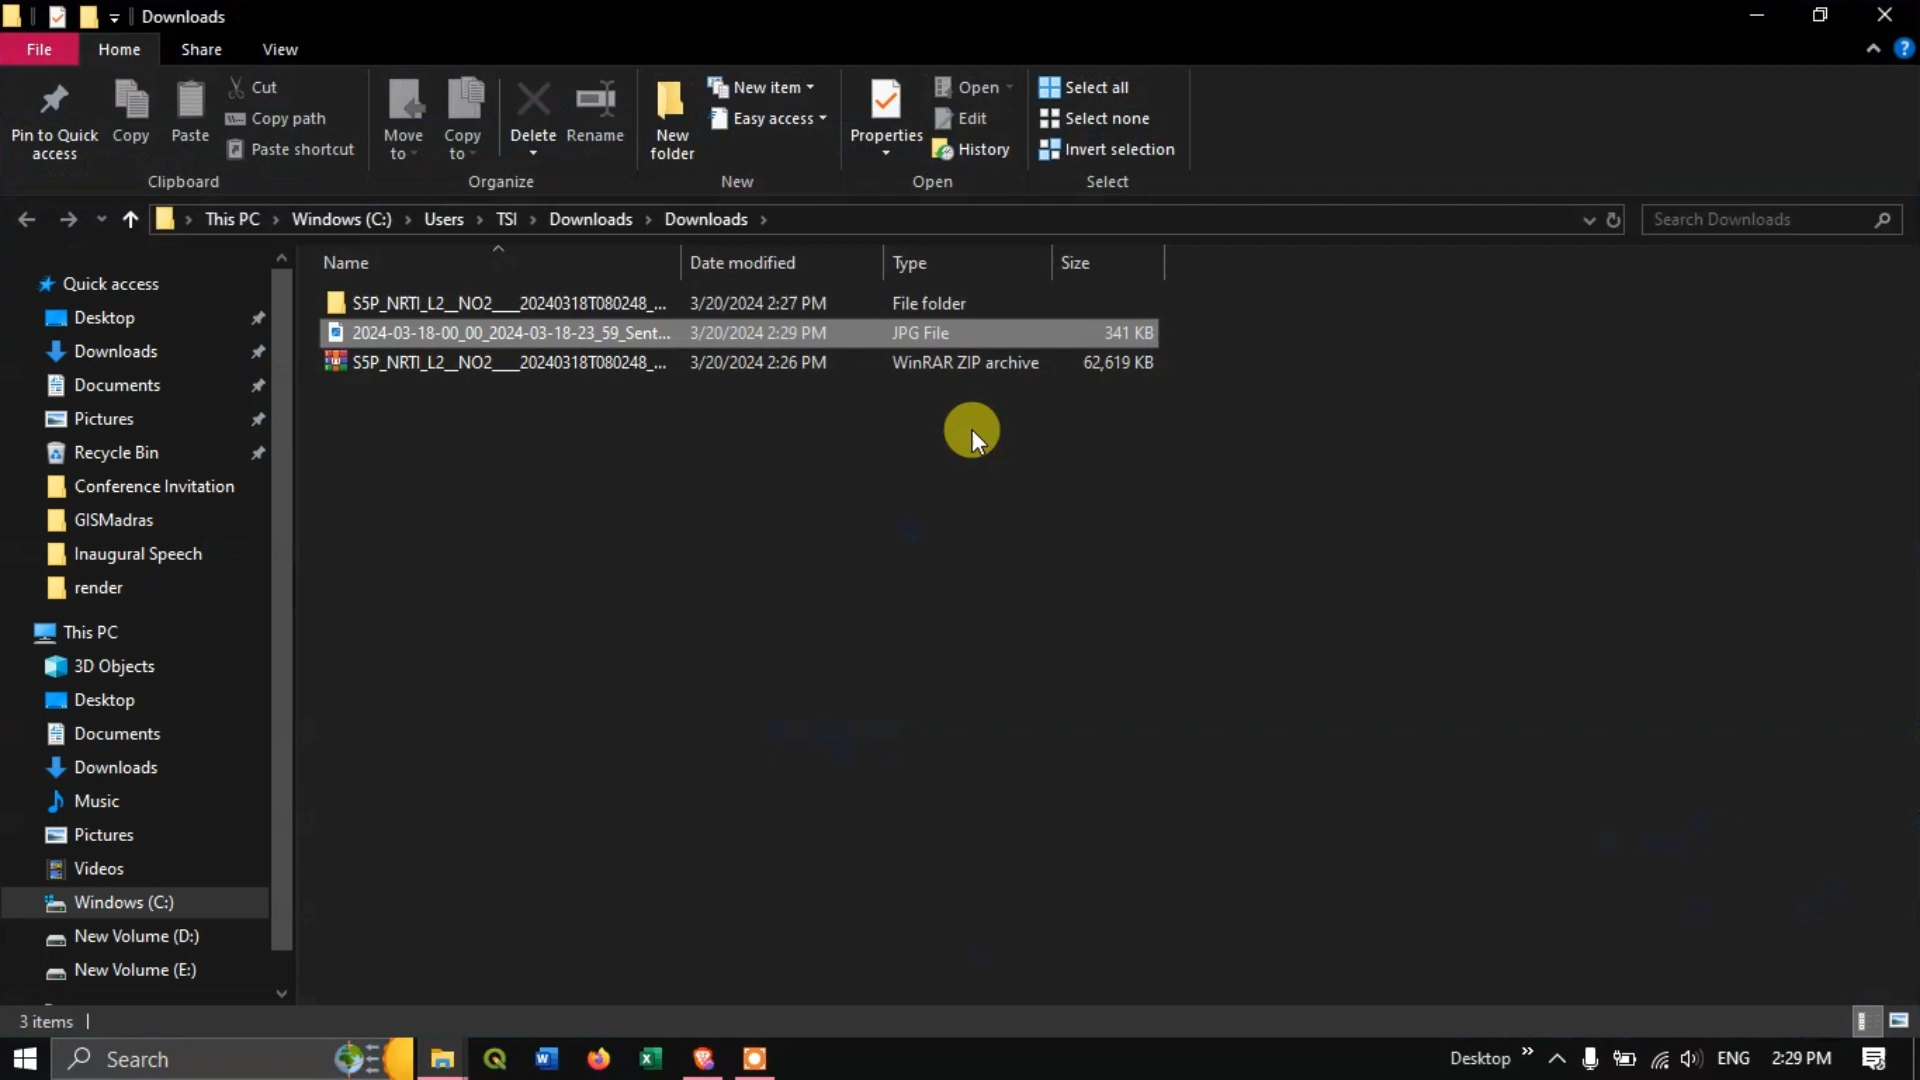 Downloads
File Home Share View
Pin to Quick access
Copy
Paste
Cut
Copy path
Paste shortcut
Clipboard
Move to
Copy to
Delete
Rename
Organize
New folder
New item
Easy access
New
Properties
Open
Edit
History
Open
Select all
Select none
Invert selection
Select
This PC Windows (C:) Users TSI Downloads Downloads
Search Downloads
Name Date modified Type Size
S5P_NRTI_L2__NO2____20240318T080248_... 3/20/2024 2:27 PM File folder
2024-03-18-00_00_2024-03-18-23_59_Sent... 3/20/2024 2:29 PM JPG File 341 KB
S5P_NRTI_L2__NO2____20240318T080248_... 3/20/2024 2:26 PM WinRAR ZIP archive 62,619 KB
Quick access
Desktop
Downloads
Documents
Pictures
Recycle Bin
Conference Invitation
GISMadras
Inaugural Speech
render
This PC
3D Objects
Desktop
Documents
Downloads
Music
Pictures
Videos
Windows (C:)
New Volume (D:)
New Volume (E:)
3 items
Search
Desktop ENG 2:29 PM